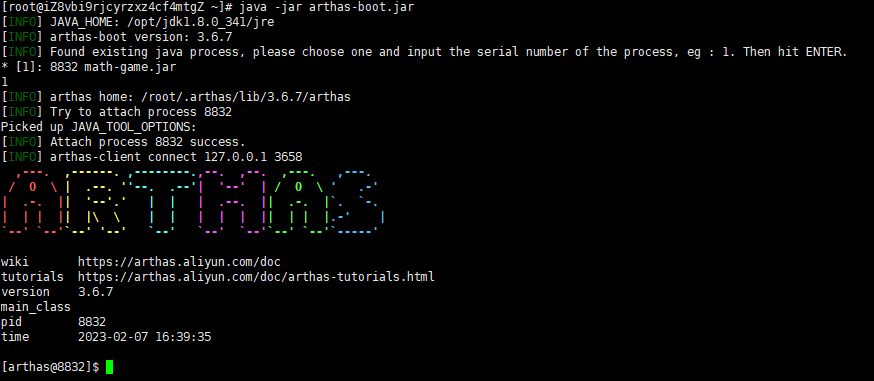 [root@iZ8vbi9rjcyrzxz4cf4mtgZ ~]# java -jar arthas-boot.jar
[INFO] JAVA_HOME: /opt/jdk1.8.0_341/jre
[INFO] arthas-boot version: 3.6.7
[INFO] Found existing java process, please choose one and input the serial number of the process, eg : 1. Then hit ENTER.
* [1]: 8832 math-game.jar
1
[INFO] arthas home: /root/.arthas/lib/3.6.7/arthas
[INFO] Try to attach process 8832
Picked up JAVA_TOOL_OPTIONS:
[INFO] Attach process 8832 success.
[INFO] arthas-client connect 127.0.0.1 3658
ARTHAS
wiki https://arthas.aliyun.com/doc
tutorials https://arthas.aliyun.com/doc/arthas-tutorials.html
version 3.6.7
main_class
pid 8832
time 2023-02-07 16:39:35
[arthas@8832]$